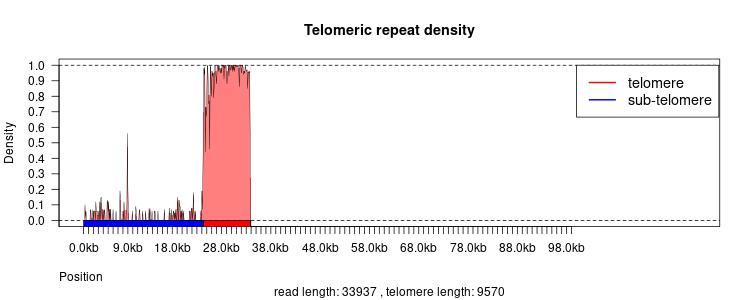 Telomeric repeat density
1.0
0.9
0.8
0.7
0.6
0.5
0.4
0.3
0.2
0.1
0.0
Density
telomere
sub-telomere
0.0kb 9.0kb 18.0kb 28.0kb 38.0kb 48.0kb 58.0kb 68.0kb 78.0kb 88.0kb 98.0kb
Position
read length: 33937 , telomere length: 9570